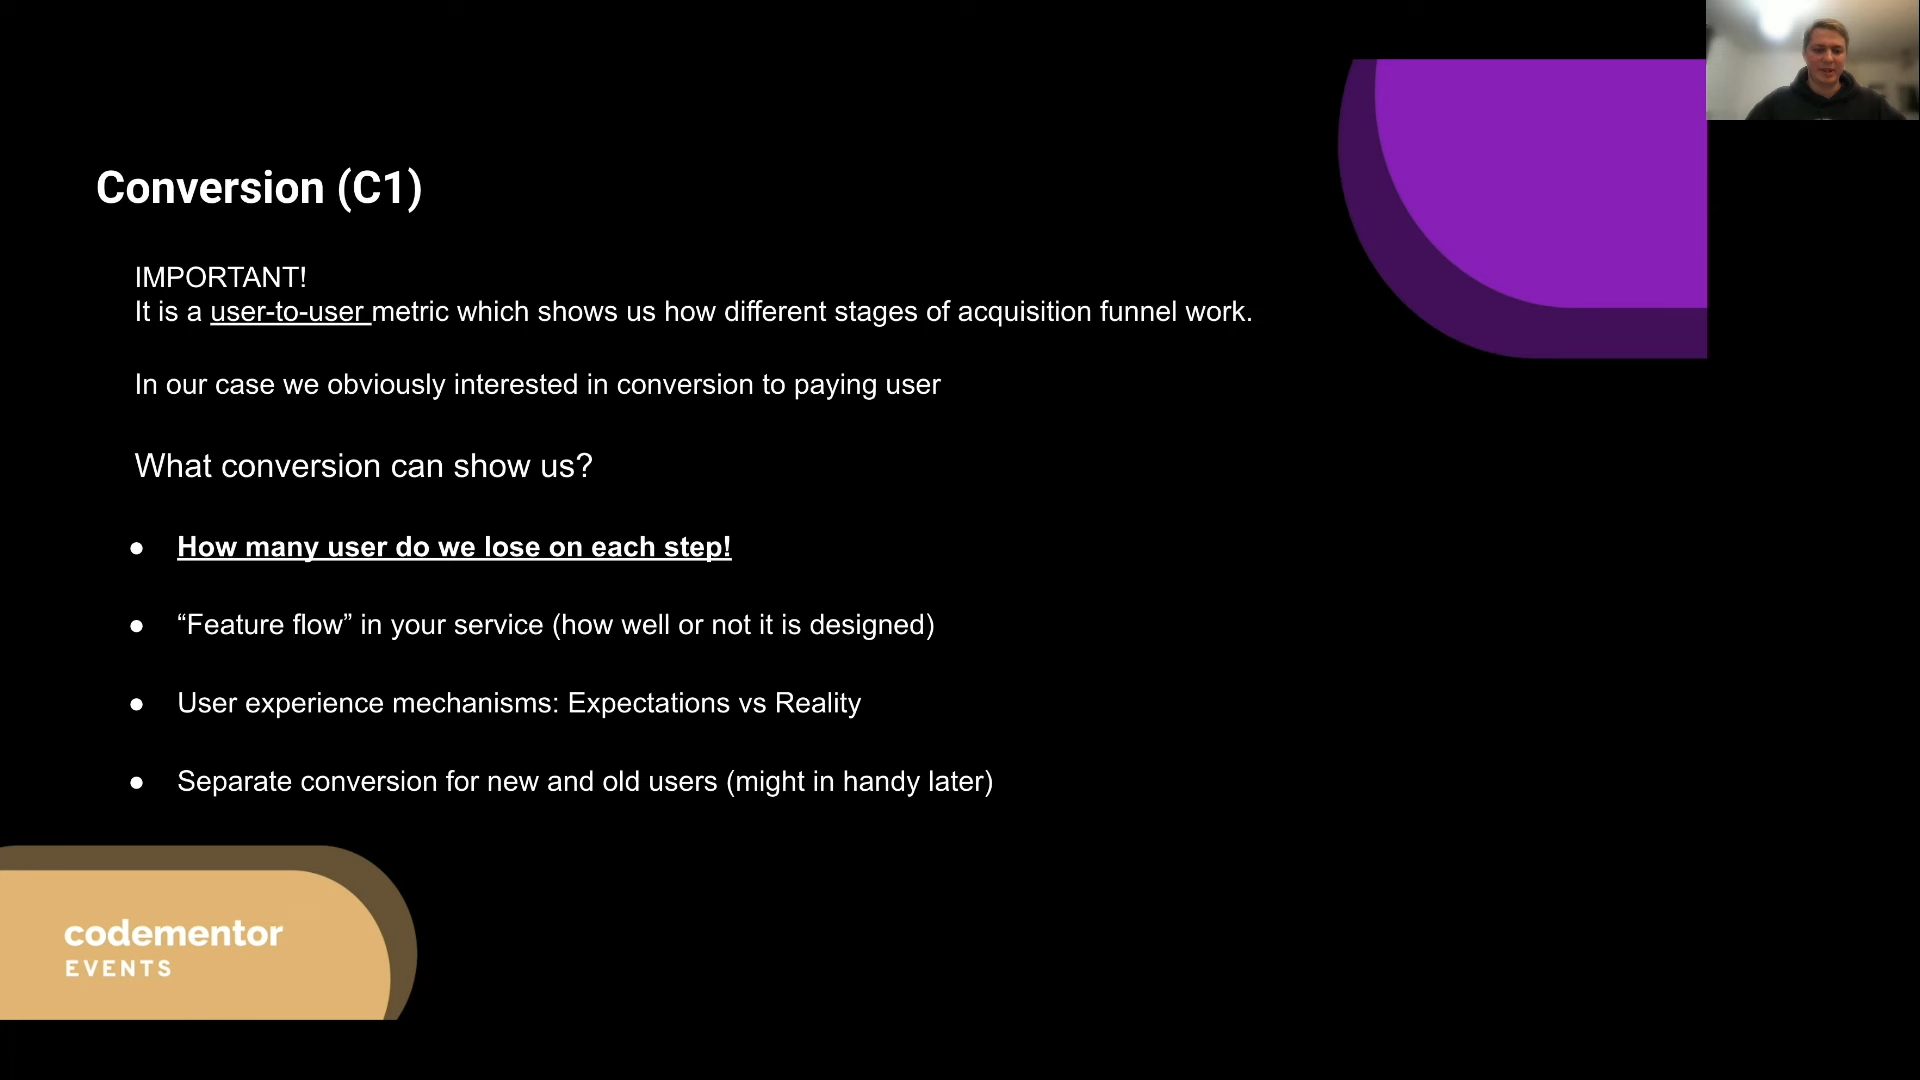 Conversion (C1)
IMPORTANT!
It is a user-to-user metric which shows us how different stages of acquisition funnel work.
In our case we obviously interested in conversion to paying user
What conversion can show us?
● How many user do we lose on each step!
● “Feature flow” in your service (how well or not it is designed)
● User experience mechanisms: Expectations vs Reality
● Separate conversion for new and old users (might in handy later)
codementor
EVENTS